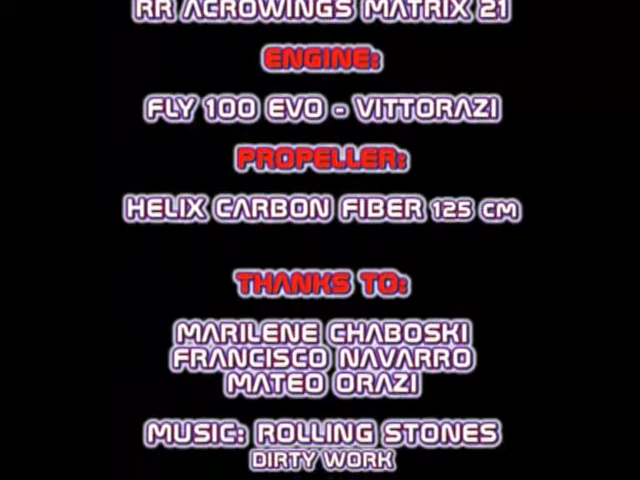 RR ACROWINGS MATRIX 21
ENGINE:
FLY 100 EVO - VITTORAZI
PROPELLER:
HELIX CARBON FIBER 125 CM
THANKS TO:
MARILENE CHABOSKI
FRANCISCO NAVARRO
MATEO ORAZI
MUSIC: ROLLING STONES
DIRTY WORK